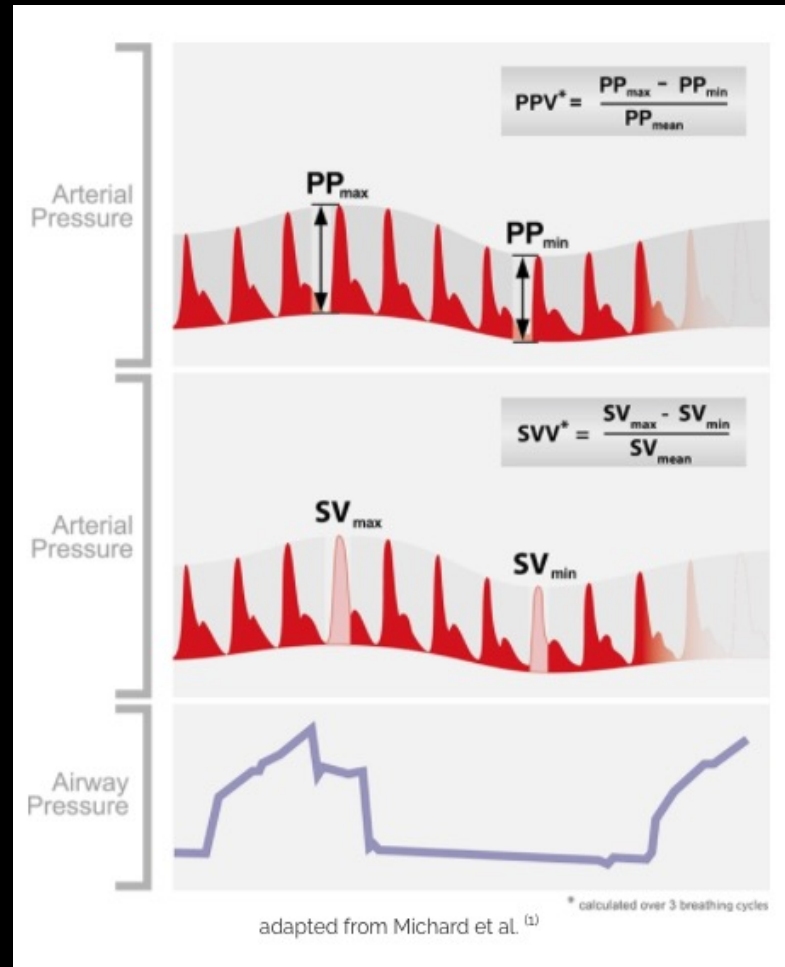 PPV* = PPmax - PPmin
PPmean
Arterial
Pressure
PPmax
PPmin
SVV* = SVmax - SVmin
SVmean
Arterial
Pressure
SVmax
SVmin
Airway
Pressure
* calculated over 3 breathing cycles
adapted from Michard et al. (1)